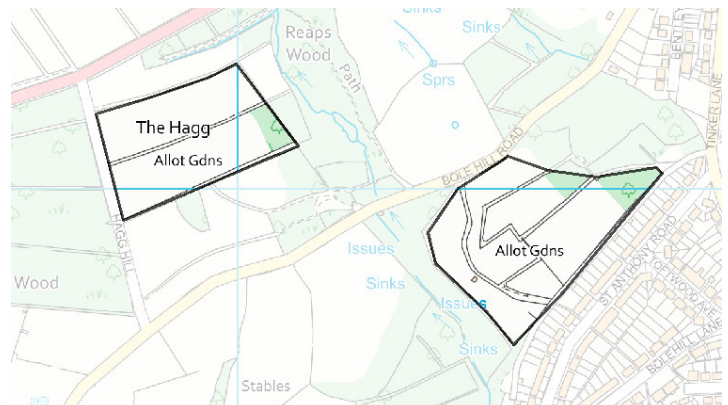 Sinks
Sinks
Reaps
Wood
Path
Sprs
BENT L
TINKER LANE
The Hagg
Allot Gdns
BOLE HILL ROAD
HAGG HILL
Allot Gdns
ST. ANTHONY ROAD
Issues
Wood
Sinks
Issues
Sinks
BOLEHILL LANE
Stables